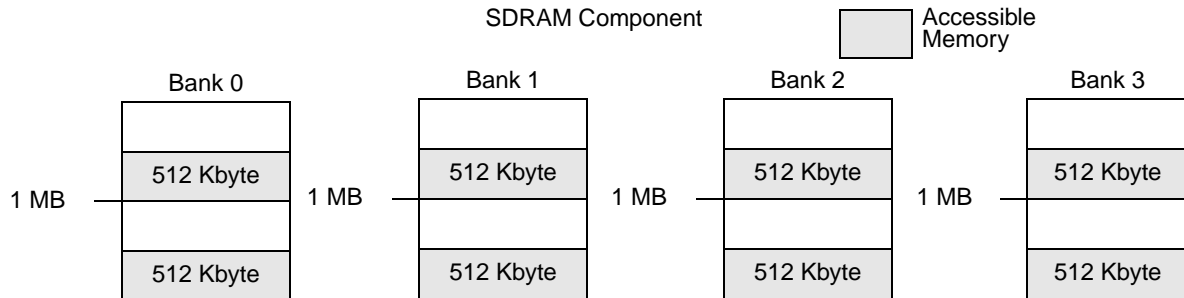 SDRAM Component
Accessible
Memory
Bank 0
Bank 1
Bank 2
Bank 3
512 Kbyte
512 Kbyte
512 Kbyte
512 Kbyte
1 MB
1 MB
1 MB
1 MB
512 Kbyte
512 Kbyte
512 Kbyte
512 Kbyte